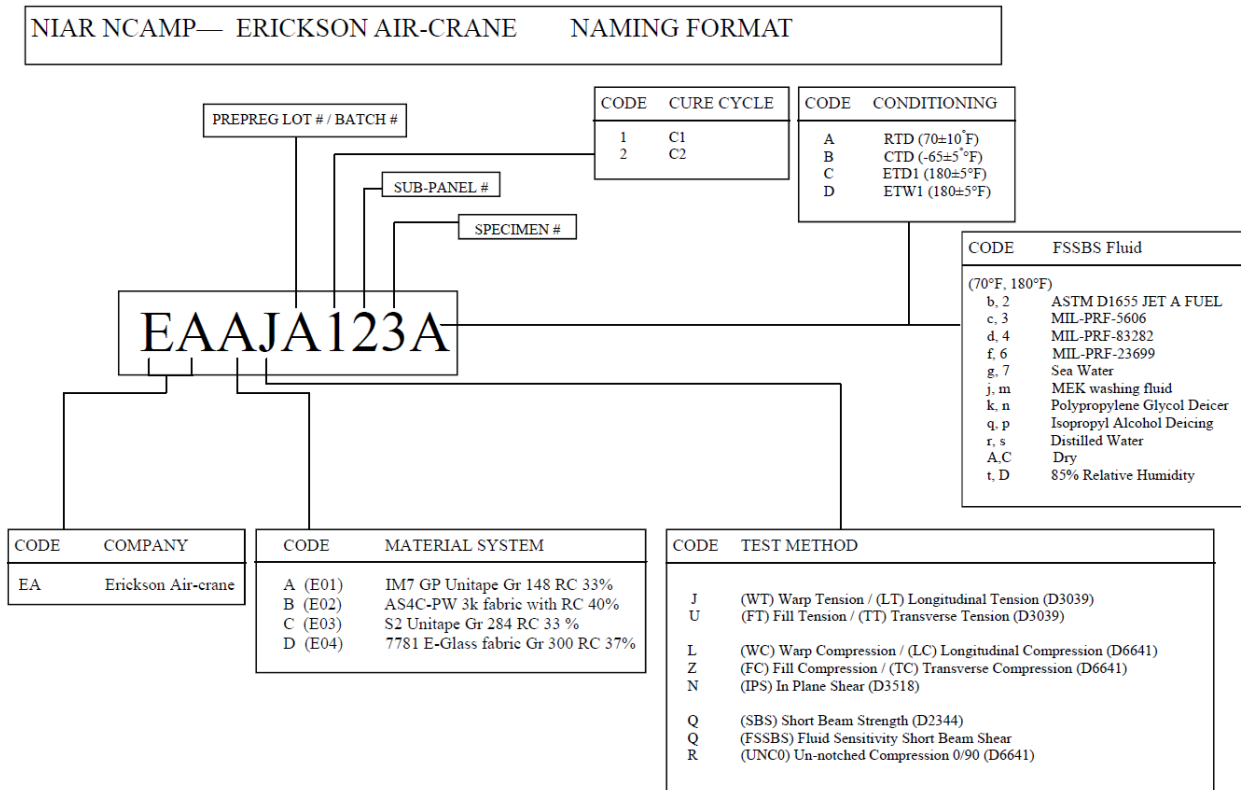 NIAR NCAMP— ERICKSON AIR-CRANE NAMING FORMAT
PREPREG LOT # / BATCH #
CODE CURE CYCLE
1 C1
2 C2
CODE CONDITIONING
A RTD (70±10°F)
B CTD (-65±5°°F)
C ETD1 (180±5°F)
D ETW1 (180±5°F)
SUB-PANEL #
SPECIMEN #
CODE FSSBS Fluid
(70°F, 180°F)
b, 2 ASTM D1655 JET A FUEL
c, 3 MIL-PRF-5606
d, 4 MIL-PRF-83282
f, 6 MIL-PRF-23699
g, 7 Sea Water
j, m MEK washing fluid
k, n Polypropylene Glycol Deicer
q, p Isopropyl Alcohol Deicing
r, s Distilled Water
A,C Dry
t, D 85% Relative Humidity
EAAJA123A
CODE COMPANY
EA Erickson Air-crane
CODE MATERIAL SYSTEM
A (E01) IM7 GP Unitape Gr 148 RC 33%
B (E02) AS4C-PW 3k fabric with RC 40%
C (E03) S2 Unitape Gr 284 RC 33 %
D (E04) 7781 E-Glass fabric Gr 300 RC 37%
CODE TEST METHOD
J (WT) Warp Tension / (LT) Longitudinal Tension (D3039)
U (FT) Fill Tension / (TT) Transverse Tension (D3039)
L (WC) Warp Compression / (LC) Longitudinal Compression (D6641)
Z (FC) Fill Compression / (TC) Transverse Compression (D6641)
N (IPS) In Plane Shear (D3518)
Q (SBS) Short Beam Strength (D2344)
Q (FSSBS) Fluid Sensitivity Short Beam Shear
R (UNC0) Un-notched Compression 0/90 (D6641)